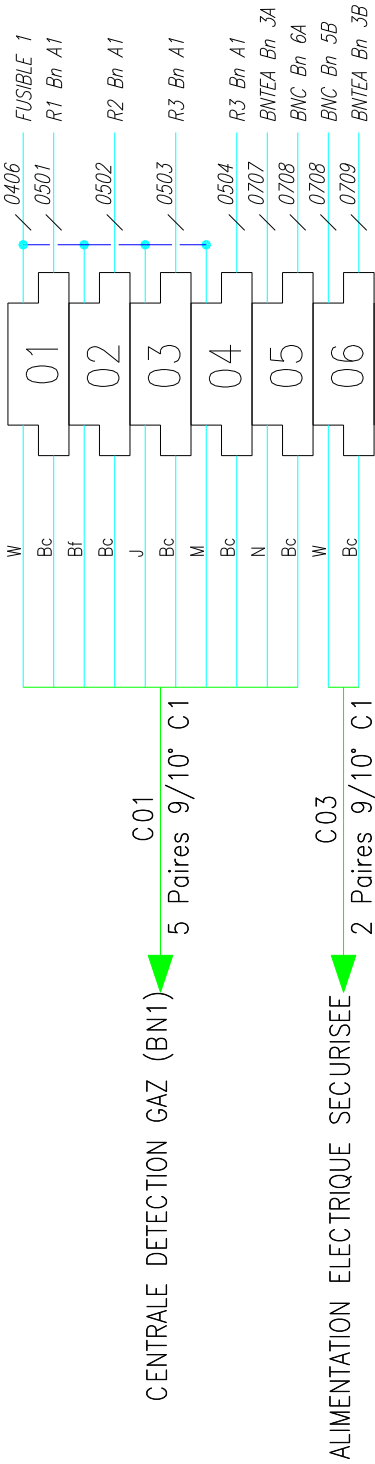 0406 FUSIBLE 1
0501 R1 Bn A1
0502 R2 Bn A1
0503 R3 Bn A1
0504 R3 Bn A1
0707 BNTEA Bn 3A
0708 BNC Bn 6A
0708 BNC Bn 5B
0709 BNTEA Bn 3B
01
02
03
04
05
06
W
Bc
Bf
Bc
J
Bc
M
Bc
N
Bc
W
Bc
C01
5 Paires 9/10° C1
CENTRALE DETECTION GAZ (BN1)
C03
2 Paires 9/10° C1
ALIMENTATION ELECTRIQUE SECURISEE